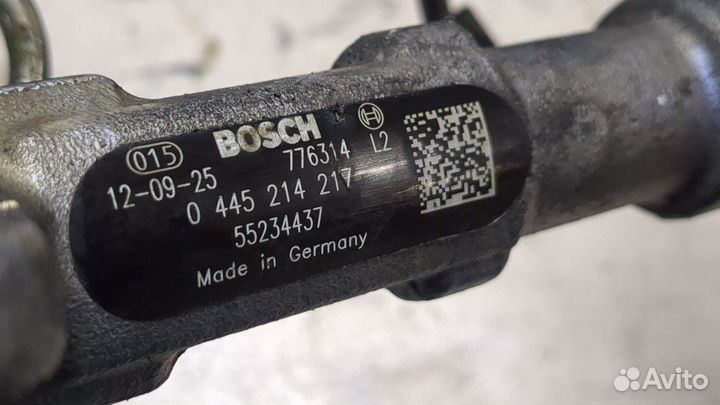 015 BOSCH
12-09-25 776314 L2
0 445 214 217
55234437
Made in Germany
Avito